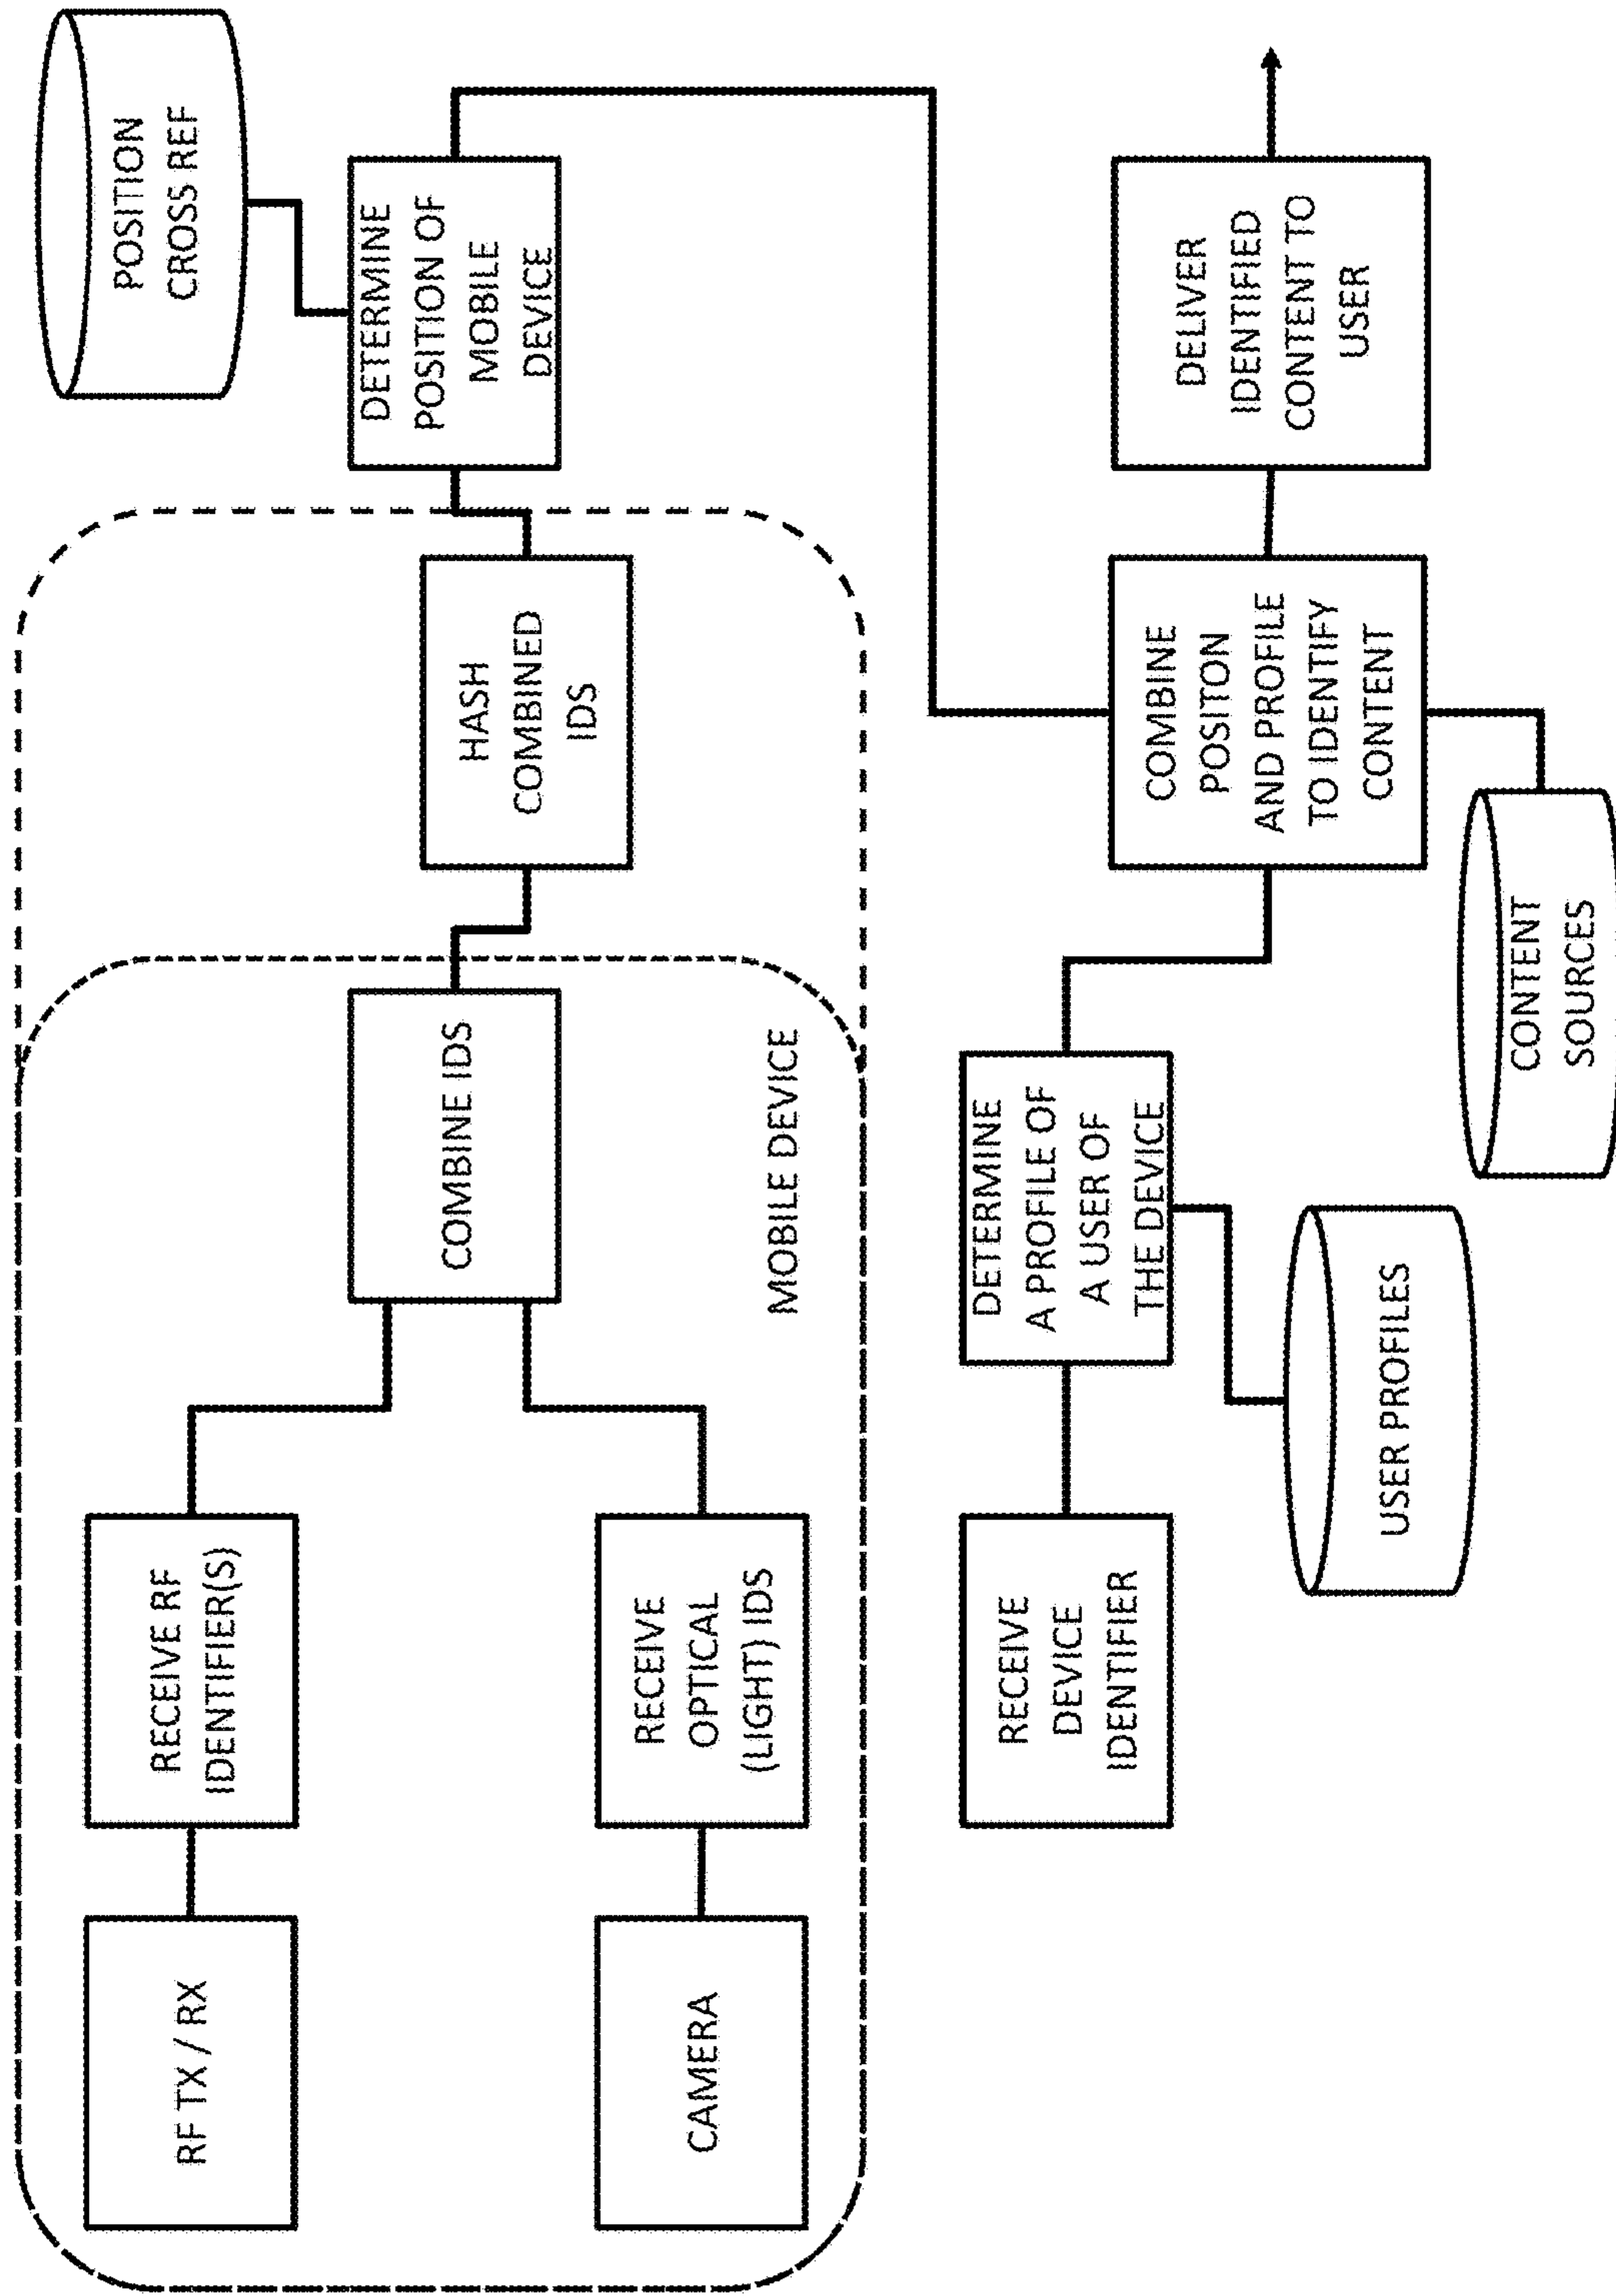 POSITION
CROSS REF
DETERMINE
POSITION OF
MOBILE
DEVICE
HASH
COMBINED
IDS
COMBINE IDS
RECEIVE RF
IDENTIFIER(S)
RF TX / RX
RECEIVE
OPTICAL
(LIGHT) IDS
CAMERA
MOBILE DEVICE
RECEIVE
DEVICE
IDENTIFIER
DETERMINE
A PROFILE OF
A USER OF
THE DEVICE
USER PROFILES
COMBINE
POSITON
AND PROFILE
TO IDENTIFY
CONTENT
CONTENT
SOURCES
DELIVER
IDENTIFIED
CONTENT TO
USER